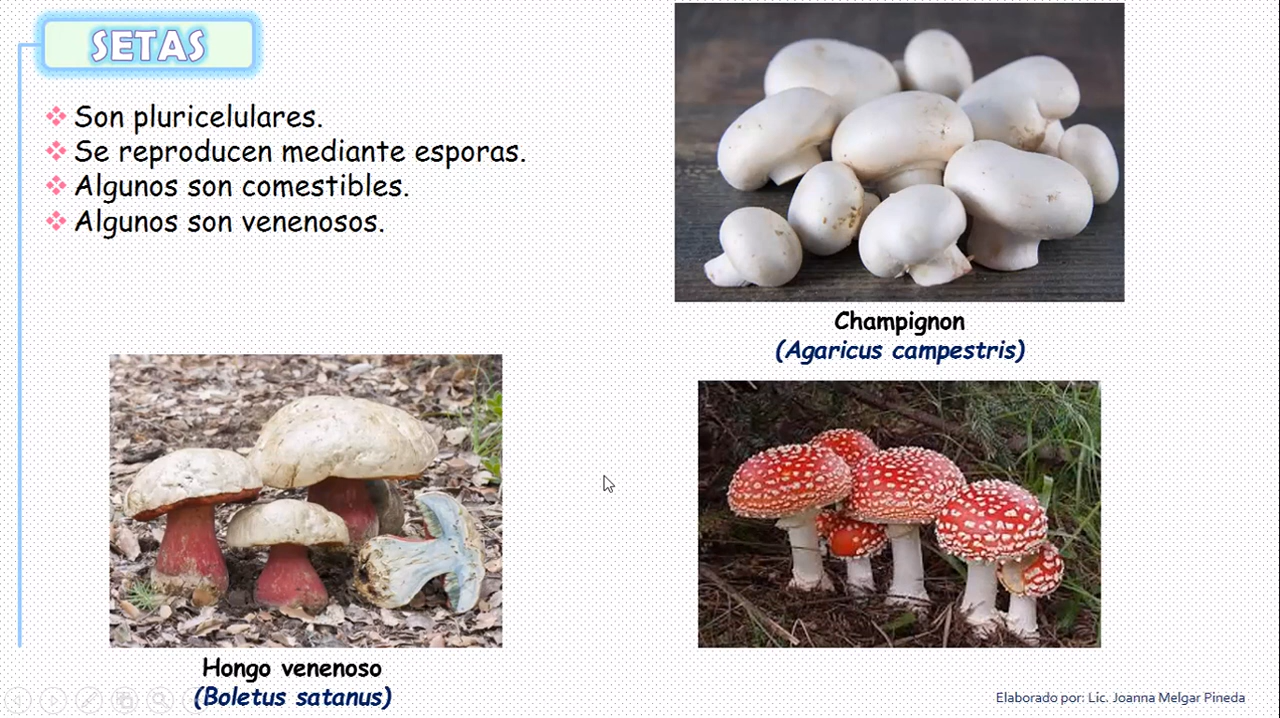 SETAS
Son pluricelulares.
Se reproducen mediante esporas.
Algunos son comestibles.
Algunos son venenosos.
Champignon
(Agaricus campestris)
Hongo venenoso
(Boletus satanus)
Elaborado por: Lic. Joanna Melgar Pineda